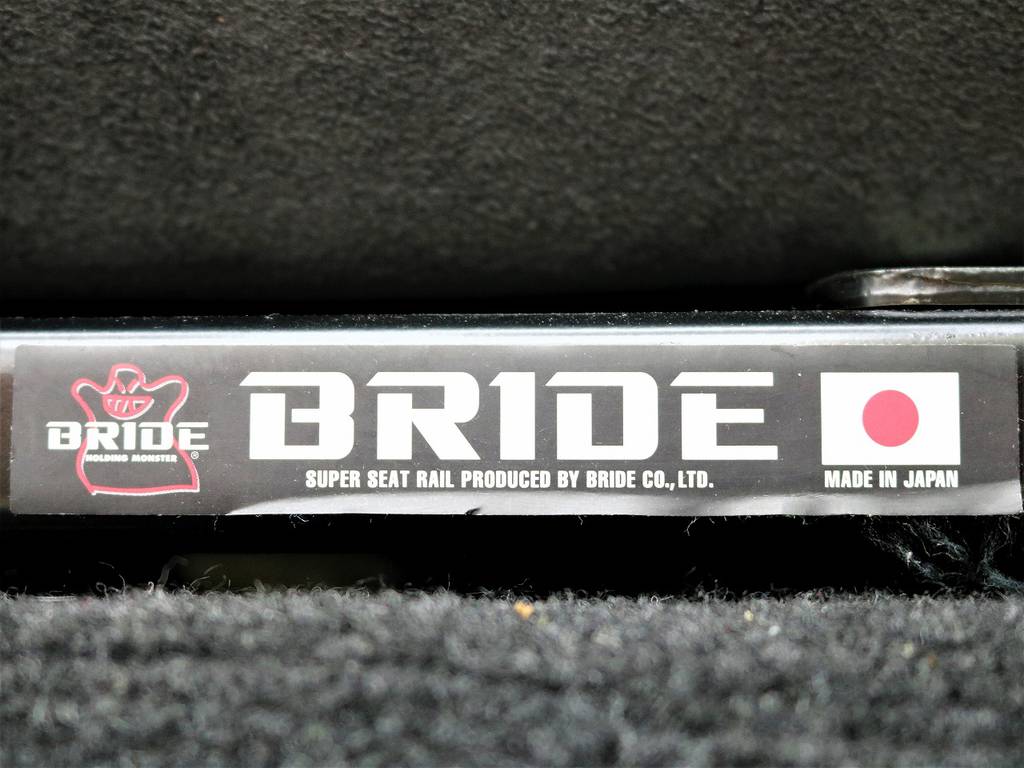 BRIDE
HOLDING MONSTER
®
BRIDE
SUPER SEAT RAIL PRODUCED BY BRIDE CO., LTD.
MADE IN JAPAN